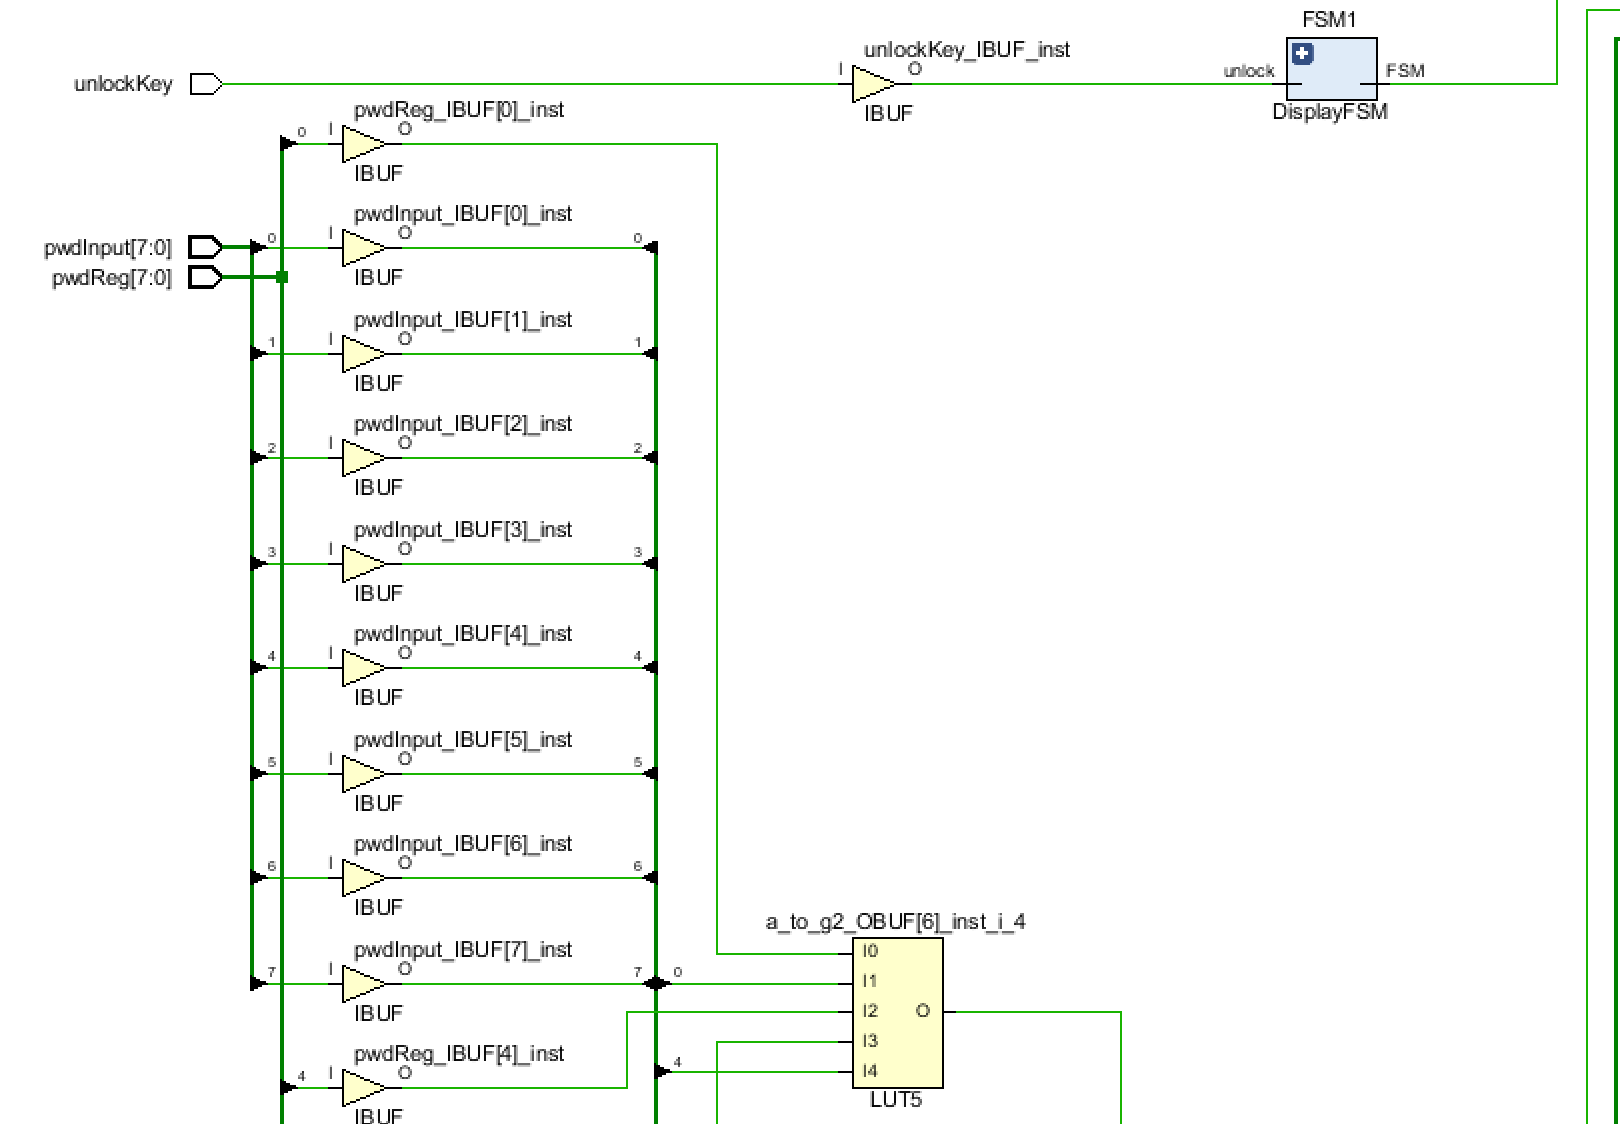 FSM1
unlockKey_IBUF_inst
unlockKey
I
O
unlock
FSM
IBUF
DisplayFSM
pwdReg_IBUF[0]_inst
0
I
O
IBUF
pwdInput_IBUF[0]_inst
pwdInput[7:0]
0
I
O
0
pwdReg[7:0]
IBUF
pwdInput_IBUF[1]_inst
1
I
O
1
IBUF
pwdInput_IBUF[2]_inst
2
I
O
2
IBUF
pwdInput_IBUF[3]_inst
3
I
O
3
IBUF
pwdInput_IBUF[4]_inst
4
I
O
4
IBUF
pwdInput_IBUF[5]_inst
5
I
O
5
IBUF
pwdInput_IBUF[6]_inst
6
I
O
6
IBUF
a_to_g2_OBUF[6]_inst_i_4
pwdInput_IBUF[7]_inst
7
I
O
7
0
IBUF
I0
I1
I2
O
I3
I4
LUT5
pwdReg_IBUF[4]_inst
4
I
O
4
IBUF